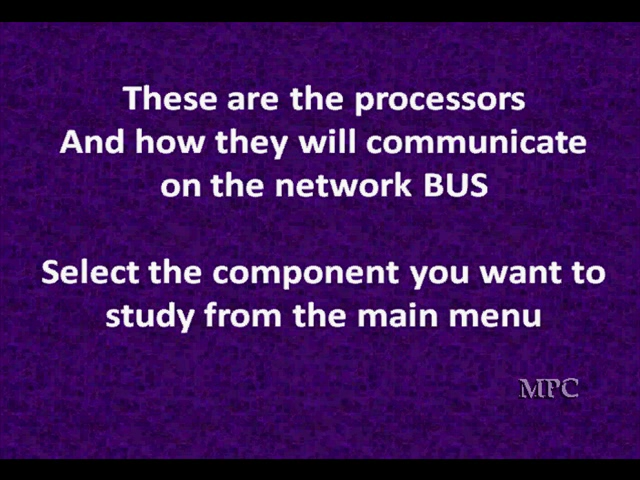 These are the processors
And how they will communicate
on the network BUS
Select the component you want to
study from the main menu
MPC